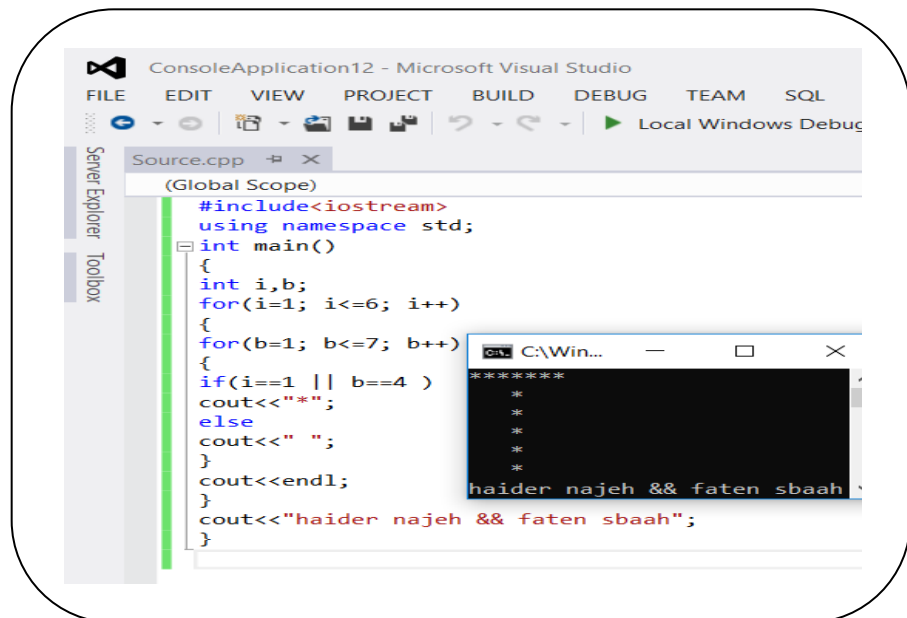 ConsoleApplication12 - Microsoft Visual Studio
FILE EDIT VIEW PROJECT BUILD DEBUG TEAM SQL
Local Windows Debug
Server Explorer
Toolbox
Source.cpp
(Global Scope)
#include<iostream>
using namespace std;
int main()
{
int i,b;
for(i=1; i<=6; i++)
{
for(b=1; b<=7; b++)
{
if(i==1 || b==4 )
cout<<"*";
else
cout<<" ";
}
cout<<endl;
}
cout<<"haider najeh && faten sbaah";
}
C:\Win...
*******
   *
   *
   *
   *
   *
haider najeh && faten sbaah